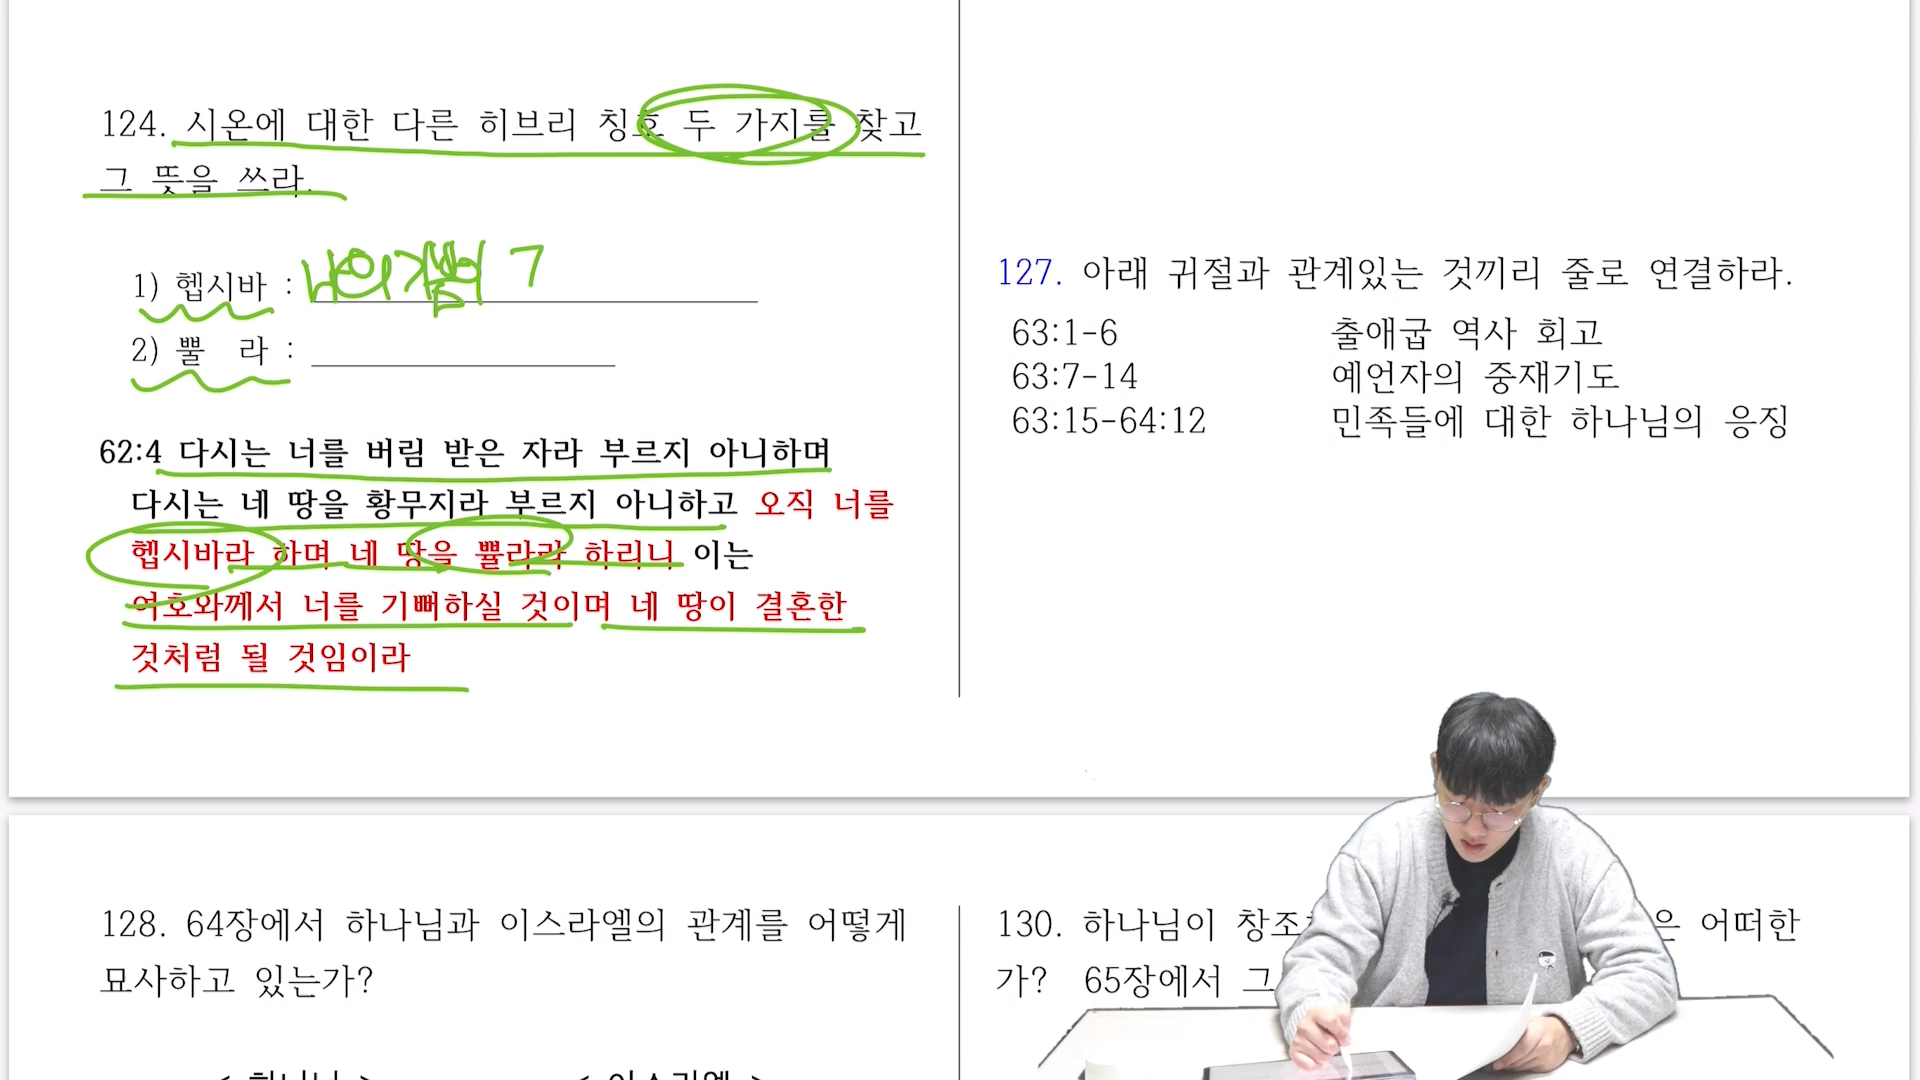 124. 시온에 대한 다른 히브리 칭호 두 가지를 찾고
그 뜻을 쓰라.
1) 헵시바 : 나의 기쁨이 ㄱ
2) 뿔 라 :
62:4 다시는 너를 버림 받은 자라 부르지 아니하며
다시는 네 땅을 황무지라 부르지 아니하고 오직 너를
헵시바라 하며 네 땅을 쁄라라 하리니 이는
여호와께서 너를 기뻐하실 것이며 네 땅이 결혼한
것처럼 될 것임이라
127. 아래 귀절과 관계있는 것끼리 줄로 연결하라.
63:1-6 출애굽 역사 회고
63:7-14 예언자의 중재기도
63:15-64:12 민족들에 대한 하나님의 응징
128. 64장에서 하나님과 이스라엘의 관계를 어떻게
묘사하고 있는가?
< 하나님 > < 이스라엘 >
130. 하나님이 창조 은 어떠한
가? 65장에서 그